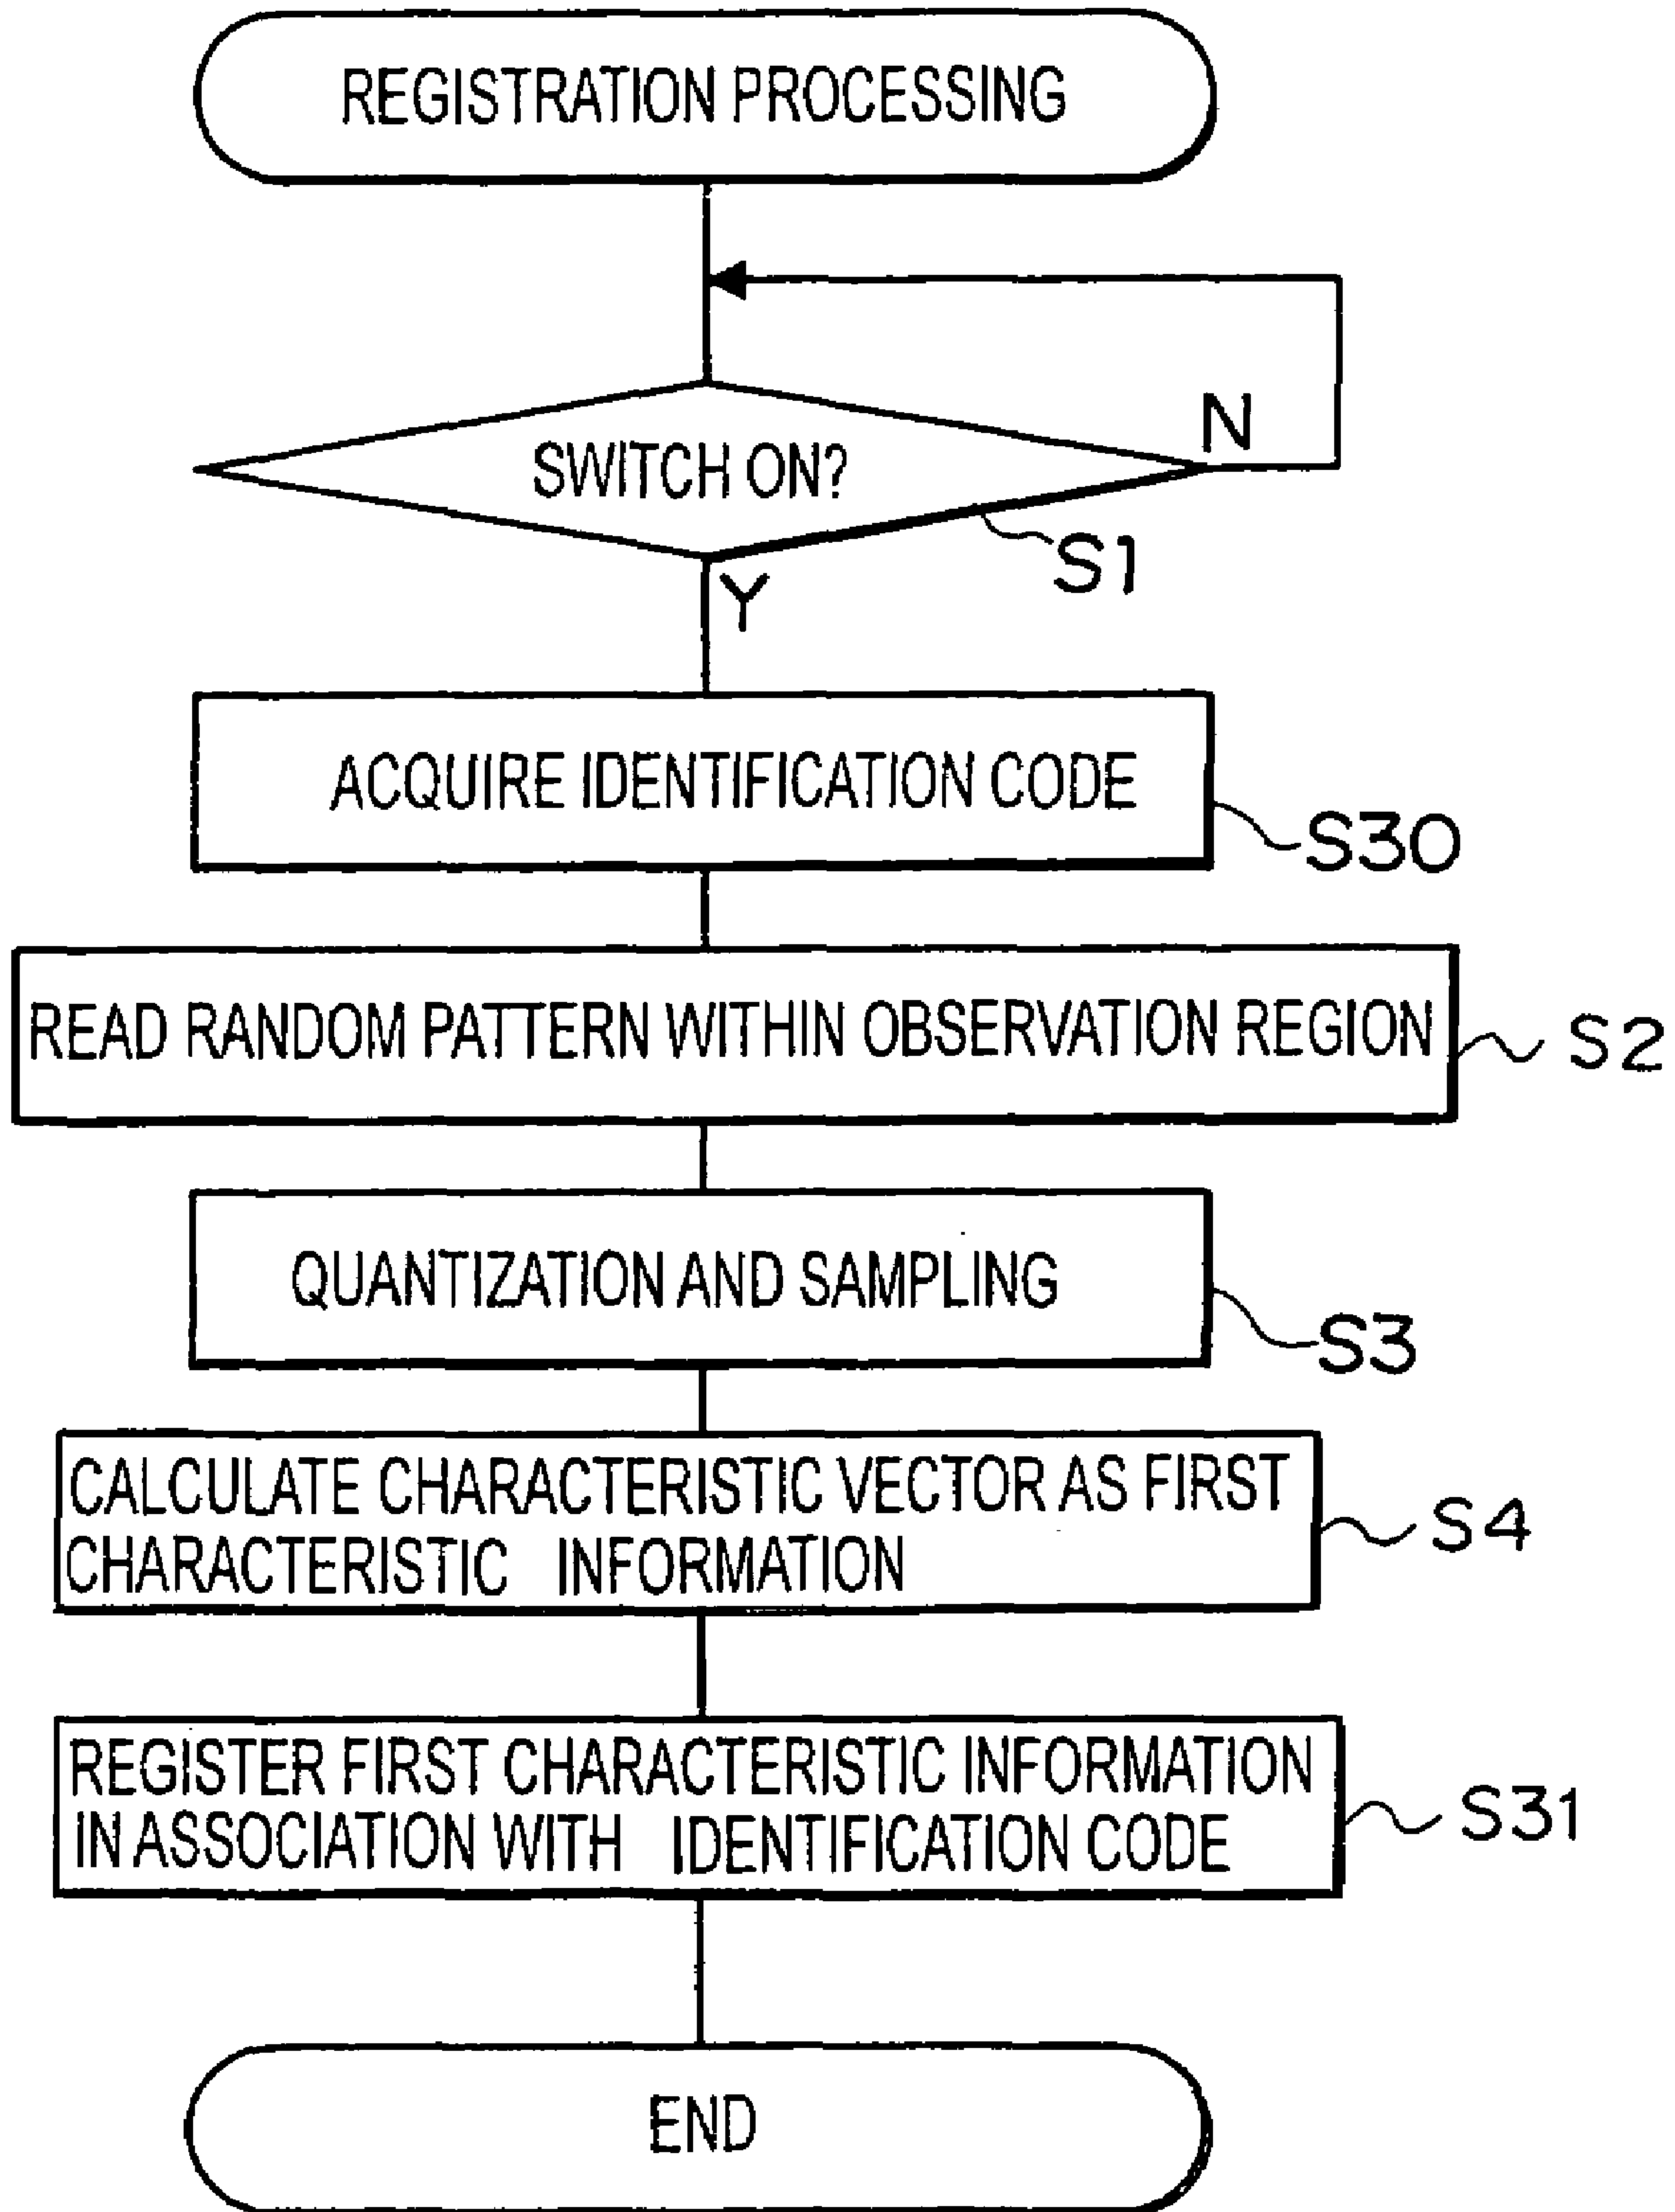 REGISTRATION PROCESSING
SWITCH ON?
N
S1
Y
ACQUIRE IDENTIFICATION CODE
S30
READ RANDOM PATTERN WITHIN OBSERVATION REGION
S2
QUANTIZATION AND SAMPLING
S3
CALCULATE CHARACTERISTIC VECTOR AS FIRST
CHARACTERISTIC INFORMATION
S4
REGISTER FIRST CHARACTERISTIC INFORMATION
IN ASSOCIATION WITH IDENTIFICATION CODE
S31
END